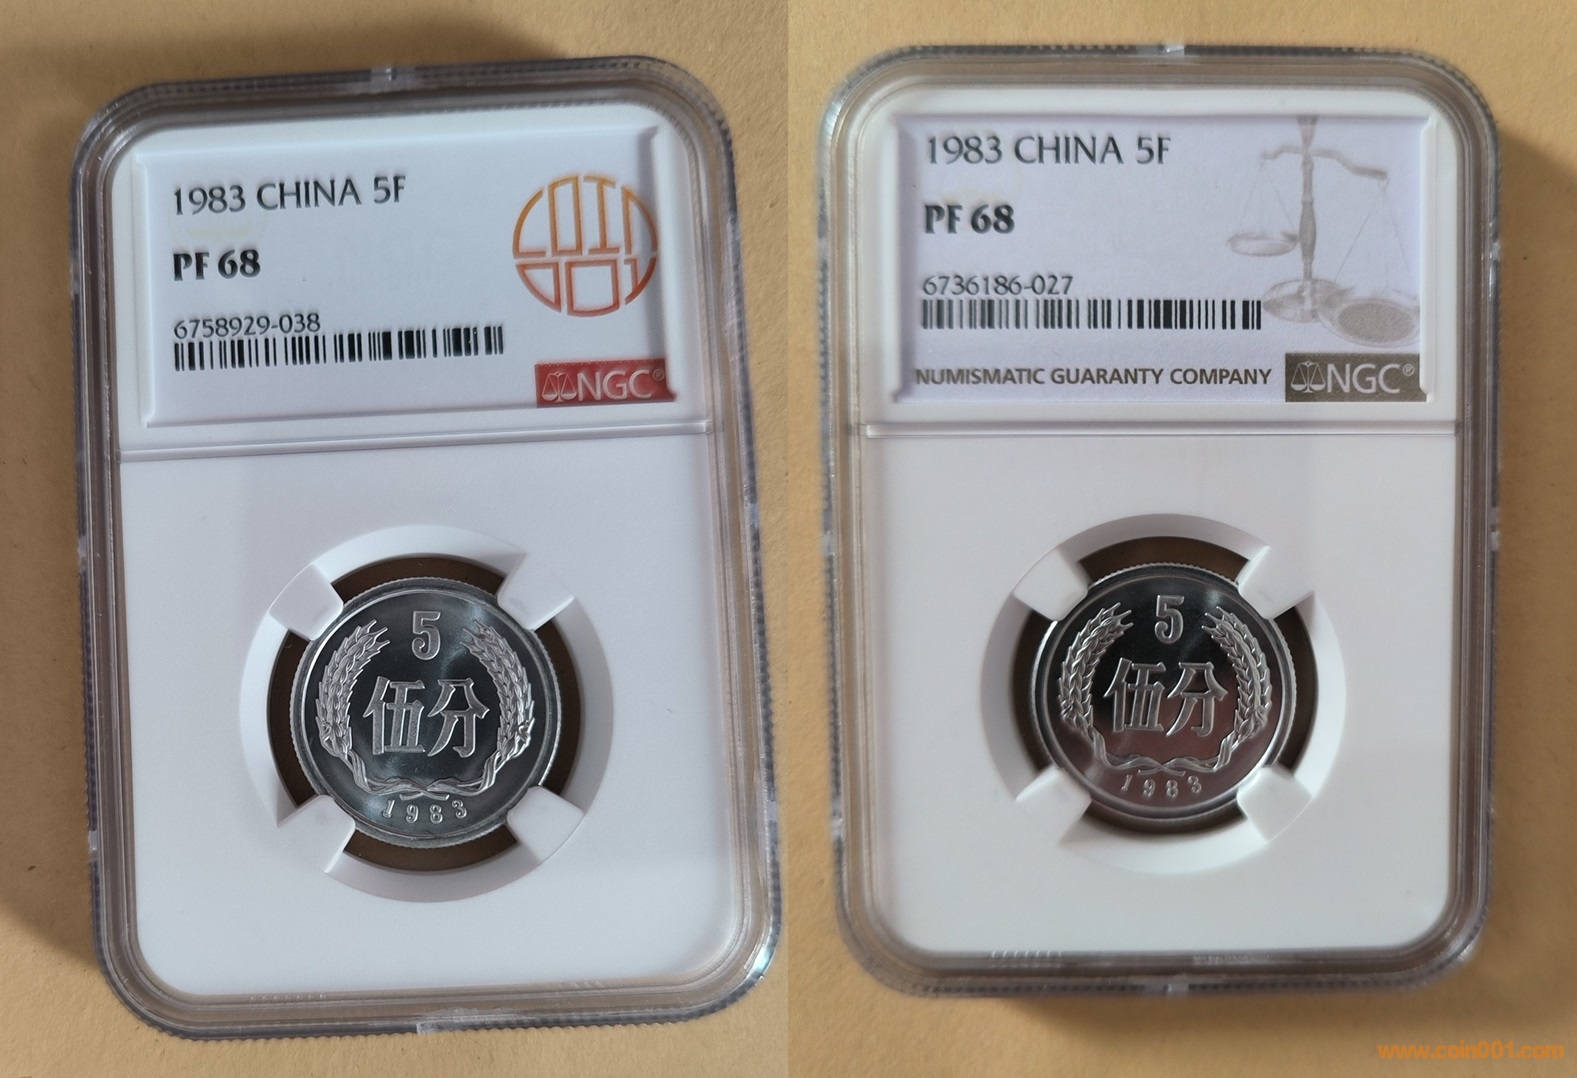 1983 CHINA 5F
PF 68
6758929-038
COIN
001
NGC®
5
伍分
1983
1983 CHINA 5F
PF 68
6736186-027
NUMISMATIC GUARANTY COMPANY NGC®
5
伍分
1983
www.coin001.com